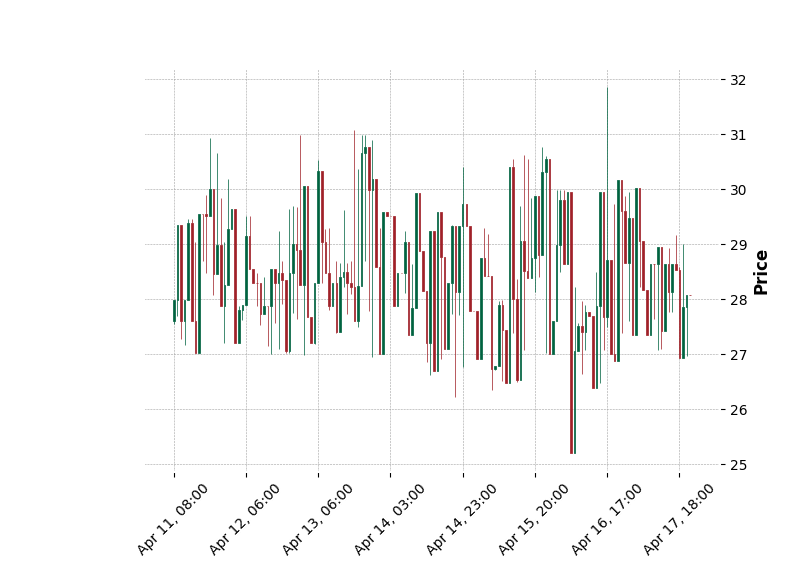 32
31
30
29
28
27
26
25
Price
Apr 11, 08:00
Apr 12, 06:00
Apr 13, 06:00
Apr 14, 03:00
Apr 14, 23:00
Apr 15, 20:00
Apr 16, 17:00
Apr 17, 18:00